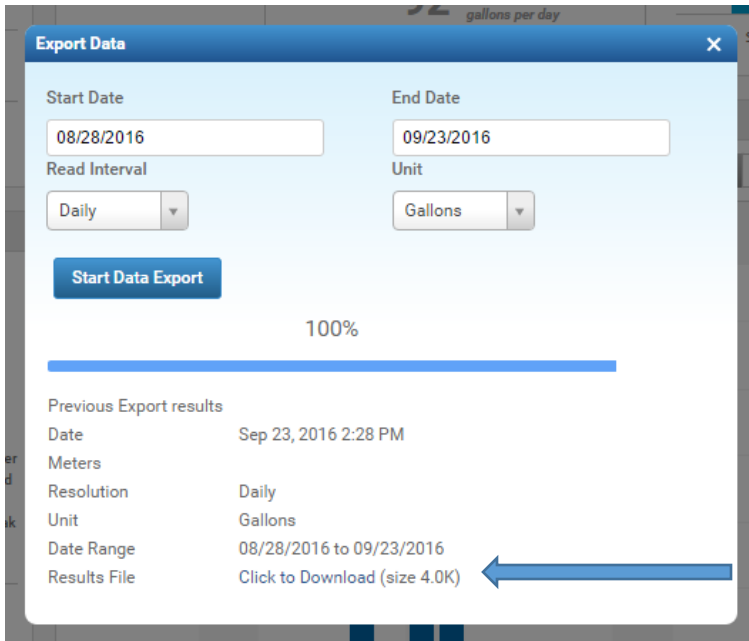 gallons per day
Export Data
Start Date End Date
08/28/2016 09/23/2016
Read Interval Unit
Daily Gallons
Start Data Export
100%
Previous Export results
Date Sep 23, 2016 2:28 PM
Meters
Resolution Daily
Unit Gallons
Date Range 08/28/2016 to 09/23/2016
Results File Click to Download (size 4.0K)